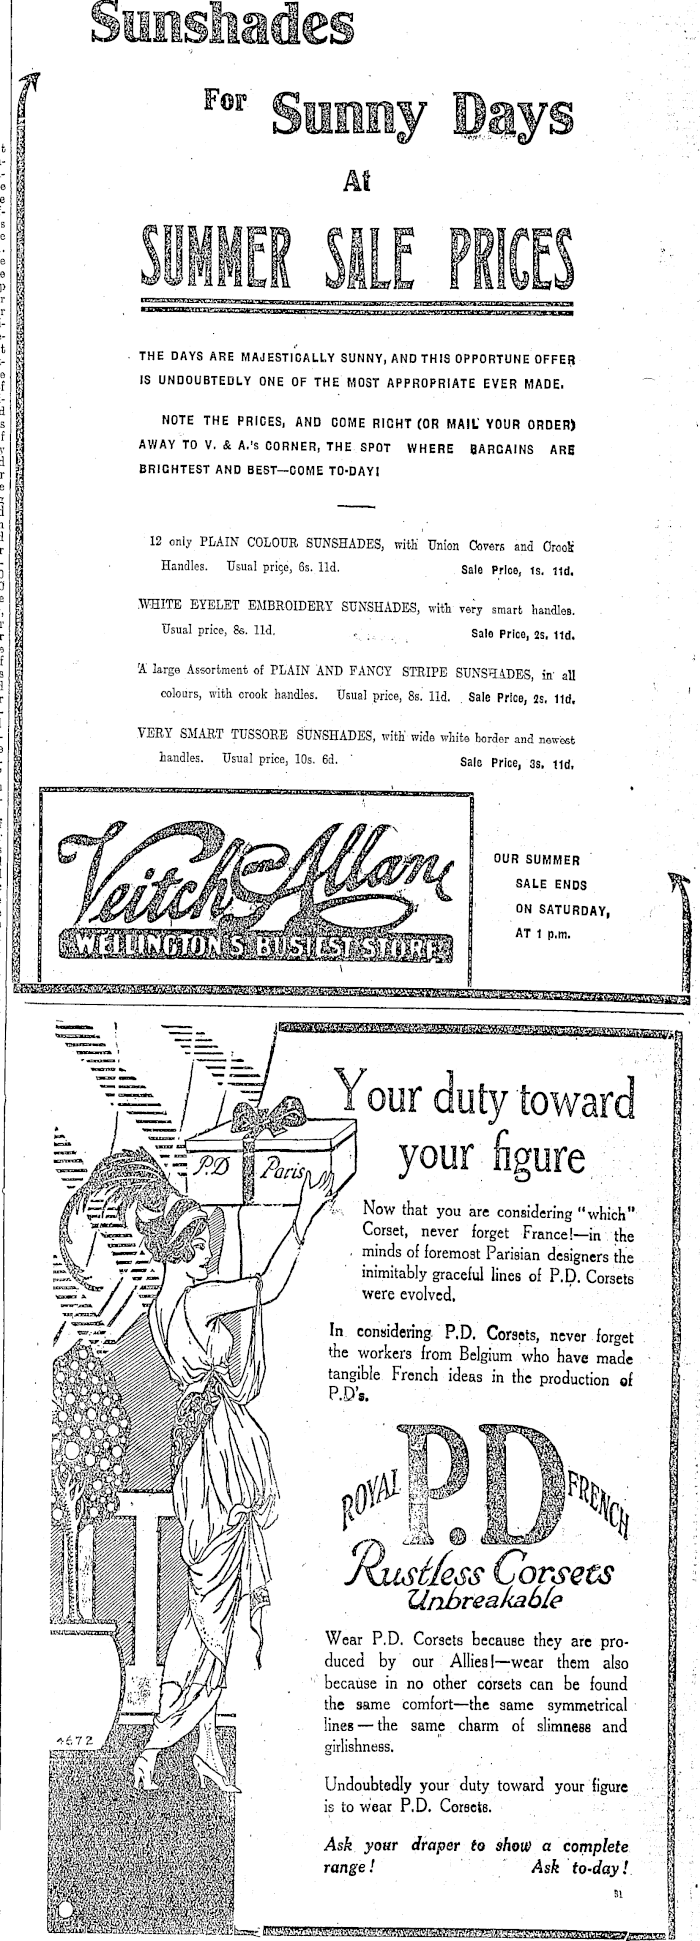 Sunshades
For Sunny Days
At
SUMMER SALE PRICES
THE DAYS ARE MAJESTICALLY SUNNY, AND THIS OPPORTUNE OFFER
IS UNDOUBTEDLY ONE OF THE MOST APPROPRIATE EVER MADE.
NOTE THE PRICES, AND COME RIGHT (OR MAIL YOUR ORDER)
AWAY TO V. & A.'s CORNER, THE SPOT WHERE BARGAINS ARE
BRIGHTEST AND BEST—COME TO-DAY!
12 only PLAIN COLOUR SUNSHADES, with Union Covers and Crook
Handles. Usual price, 6s. 11d. Sale Price, 1s. 11d.
WHITE EYELET EMBROIDERY SUNSHADES, with very smart handles.
Usual price, 8s. 11d. Sale Price, 2s. 11d.
A large Assortment of PLAIN AND FANCY STRIPE SUNSHADES, in all
colours, with crook handles. Usual price, 8s. 11d. Sale Price, 2s. 11d.
VERY SMART TUSSORE SUNSHADES, with wide white border and newest
handles. Usual price, 10s. 6d. Sale Price, 3s. 11d.
Veitch and Allan
WELLINGTON'S BUSIEST STORE.
OUR SUMMER
SALE ENDS
ON SATURDAY,
AT 1 p.m.
Your duty toward
your figure
P.D Paris
Now that you are considering "which"
Corset, never forget France!—in the
minds of foremost Parisian designers the
inimitably graceful lines of P.D. Corsets
were evolved.
In considering P.D. Corsets, never forget
the workers from Belgium who have made
tangible French ideas in the production of
P.D's.
ROYAL P.D FRENCH
Rustless Corsets
Unbreakable
Wear P.D. Corsets because they are pro-
duced by our Allies!—wear them also
because in no other corsets can be found
the same comfort—the same symmetrical
lines—the same charm of slimness and
girlishness.
Undoubtedly your duty toward your figure
is to wear P.D. Corsets.
Ask your draper to show a complete
range! Ask to-day!
31
4672